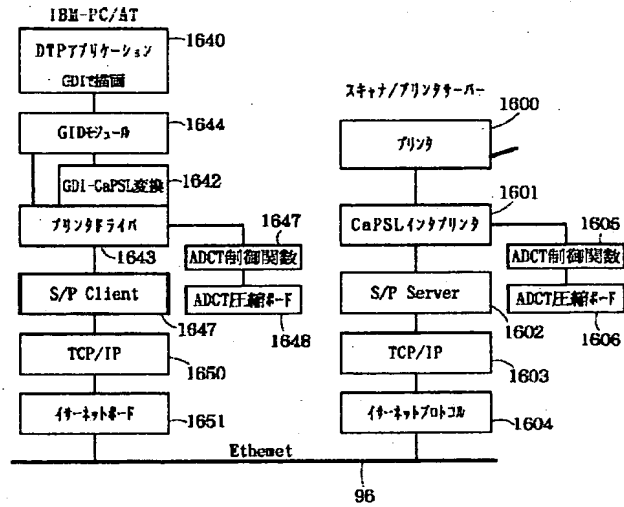 IBM-PC/AT
DTPアプリケーション
GDIで描画
1640
GIDモジュール
1644
GDI-CaPSL変換
1642
プリンタドライバ
1643
ADCT制御関数
1647
ADCT圧縮ボード
1648
S/P Client
1647
TCP/IP
1650
イサーネットボード
1651
スキャナ/プリンタサーバー
プリンタ
1600
CaPSLインタプリンタ
1601
ADCT制御関数
1605
ADCT圧縮ボード
1606
S/P Server
1602
TCP/IP
1603
イサーネットプロトコル
1604
Ethemet
96